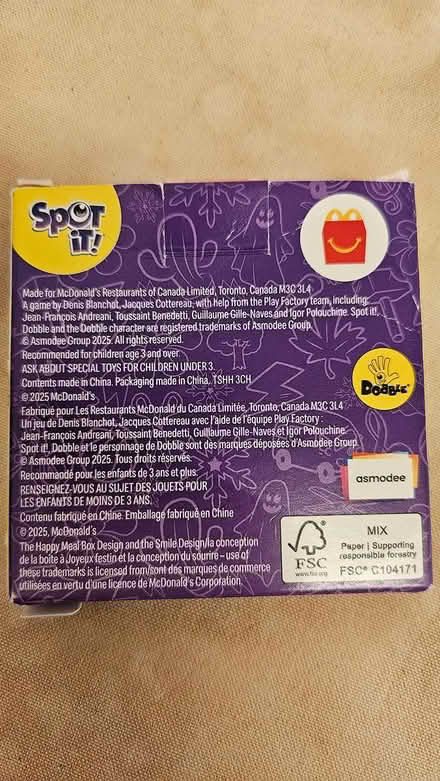 SPOT
iT!
Made for McDonald's Restaurants of Canada Limited, Toronto, Canada M3C 3L4
A game by Denis Blanchot, Jacques Cottereau, with help from the Play Factory team, including:
Jean-François Andreani, Toussaint Benedetti, Guillaume Gille-Naves and Igor Polouchine. Spot it!,
Dobble and the Dobble character are registered trademarks of Asmodee Group.
© Asmodee Group 2025. All rights reserved.
Recommended for children age 3 and over.
ASK ABOUT SPECIAL TOYS FOR CHILDREN UNDER 3.
Contents made in China. Packaging made in China. TSHH 3CH
© 2025 McDonald's
Fabriqué pour Les Restaurants McDonald du Canada Limitée, Toronto, Canada M3C 3L4
Un jeu de Denis Blanchot, Jacques Cottereau avec l'aide de l'équipe Play Factory :
Jean-François Andreani, Toussaint Benedetti, Guillaume Gille-Naves et Igor Polouchine.
Spot it!, Dobble et le personnage de Dobble sont des marques déposées d'Asmodee Group.
© Asmodee Group 2025. Tous droits réservés.
Recommandé pour les enfants de 3 ans et plus.
RENSEIGNEZ-VOUS AU SUJET DES JOUETS POUR
LES ENFANTS DE MOINS DE 3 ANS.
Contenu fabriqué en Chine. Emballage fabriqué en Chine
© 2025, McDonald's
The Happy Meal Box Design and the Smile Design/la conception
de la boîte à Joyeux festin et la conception du sourire – use of
these trademarks is licensed from/sont des marques de commerce
utilisées en vertu d'une licence de McDonald's Corporation.
DOBBLE
asmodee
FSC
www.fsc.org
MIX
Paper | Supporting
responsible forestry
FSC® C104171